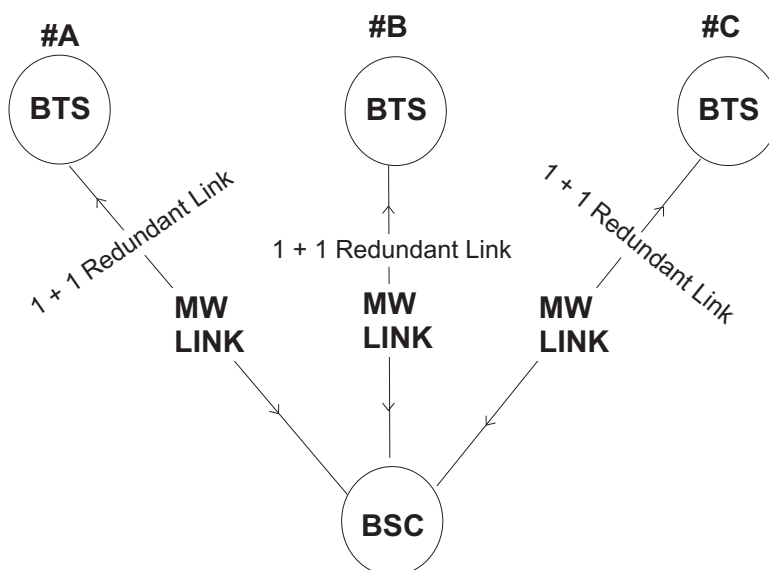 #A
#B
#C
BTS
BTS
BTS
1 + 1 Redundant Link
1 + 1 Redundant Link
1 + 1 Redundant Link
MW
LINK
MW
LINK
MW
LINK
BSC